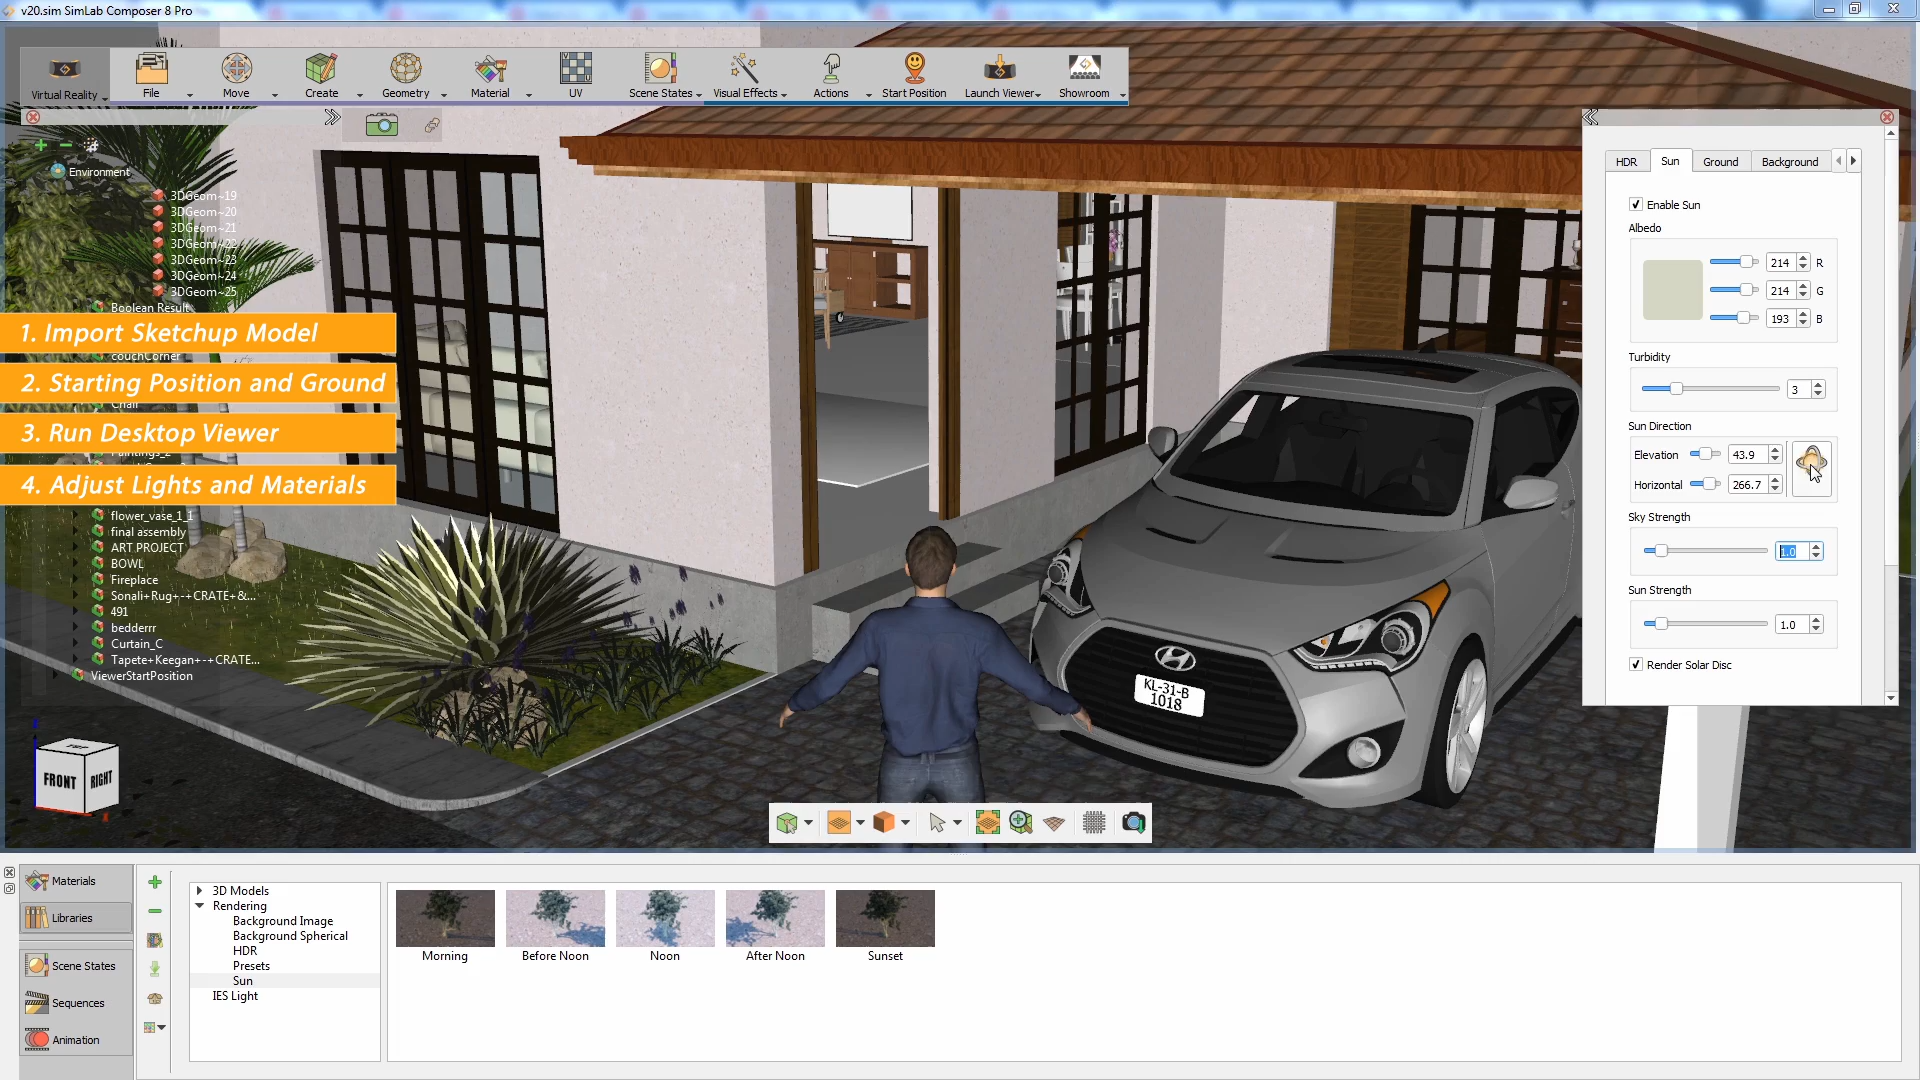 v20.sim SimLab Composer 8 Pro
Virtual Reality
File
Move
Create
Geometry
Material
UV
Scene States
Visual Effects
Actions
Start Position
Launch Viewer
Showroom
Environment
3DGeom~19
3DGeom~20
3DGeom~21
3DGeom~22
3DGeom~23
3DGeom~24
3DGeom~25
Boolean Result
1. Import Sketchup Model
couchCorner
2. Starting Position and Ground
Chair
3. Run Desktop Viewer
Paintings_2
4. Adjust Lights and Materials
flower_vase_1_1
final assembly
ART PROJECT
BOWL
Fireplace
Sonali+Rug+-+CRATE+&...
491
bederrr
Curtain_C
Tapete+Keegan+-+CRATE...
ViewerStartPosition
TOP
FRONT
RIGHT
KL-31-B
1018
HDR
Sun
Ground
Background
Enable Sun
Albedo
214 R
214 G
193 B
Turbidity
3
Sun Direction
Elevation 43.9
Horizontal 266.7
Sky Strength
1.0
Sun Strength
1.0
Render Solar Disc
Materials
Libraries
Scene States
Sequences
Animation
3D Models
Rendering
Background Image
Background Spherical
HDR
Presets
Sun
IES Light
Morning
Before Noon
Noon
After Noon
Sunset